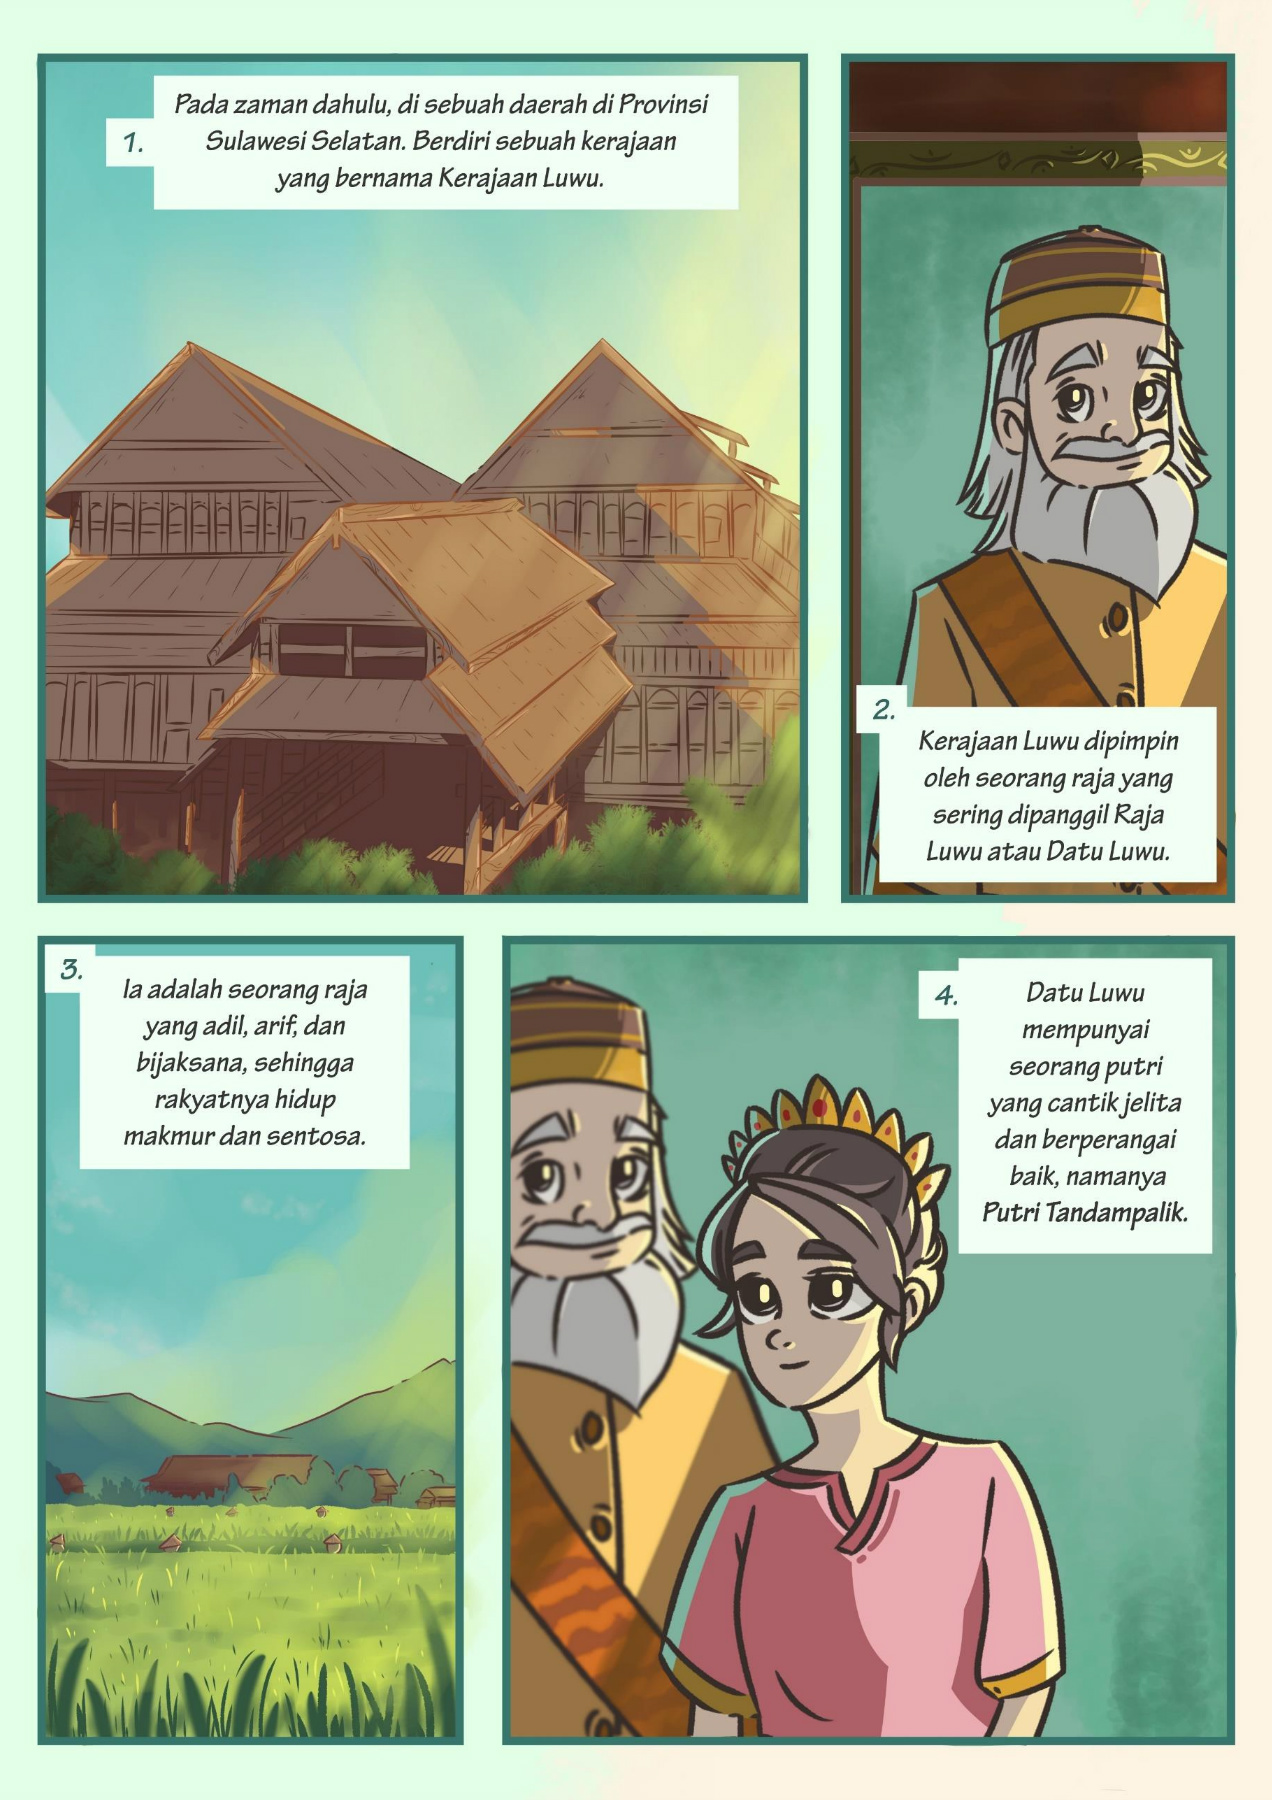 1.
Pada zaman dahulu, di sebuah daerah di Provinsi
Sulawesi Selatan. Berdiri sebuah kerajaan
yang bernama Kerajaan Luwu.
2.
Kerajaan Luwu dipimpin
oleh seorang raja yang
sering dipanggil Raja
Luwu atau Datu Luwu.
3.
Ia adalah seorang raja
yang adil, arif, dan
bijaksana, sehingga
rakyatnya hidup
makmur dan sentosa.
4.
Datu Luwu
mempunyai
seorang putri
yang cantik jelita
dan berperangai
baik, namanya
Putri Tandampalik.